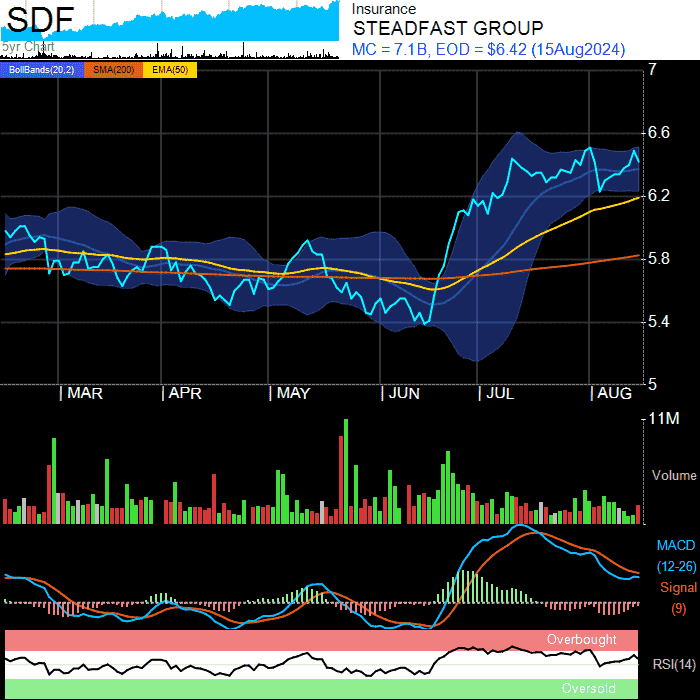 SDF
5yr Chart
Insurance
STEADFAST GROUP
MC = 7.1B, EOD = $6.42 (15Aug2024)
BollBands(20,2) SMA(200) EMA(50)
7
6.6
6.2
5.8
5.4
5
MAR APR MAY JUN JUL AUG
11M
Volume
MACD
(12-26)
Signal
(9)
Overbought
RSI(14)
Oversold